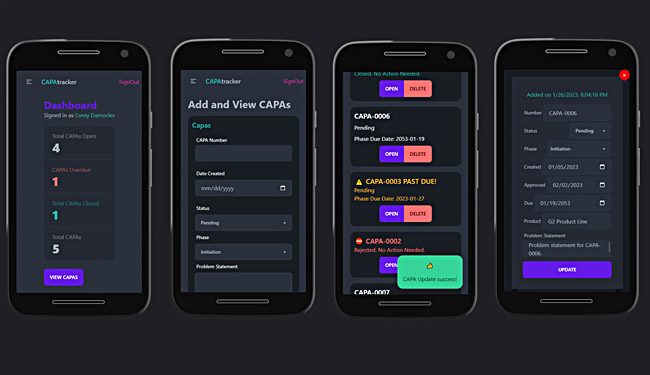 CAPAtracker
SignOut
Dashboard
Signed in as Corey Damocles
Total CAPAs Open
4
CAPAs Overdue
1
Total CAPAs Closed
1
Total CAPAs
5
VIEW CAPAS
CAPAtracker
SignOut
Add and View CAPAs
Capas
CAPA Number
Date Created
mm/dd/yyyy
Status
Pending
Phase
Initiation
Problem Statement
Closed. No Action Needed.
OPEN
DELETE
CAPA-0006
Pending
Phase Due Date: 2053-01-19
OPEN
DELETE
CAPA-0003 PAST DUE!
Pending
Phase Due Date: 2023-01-27
OPEN
DELETE
CAPA-0002
Rejected. No Action Needed.
OPEN
CAPA Update success!
CAPA-0007
x
Added on 1/26/2023, 8:04:18 PM
Number CAPA-0006
Status Pending
Phase Initiation
Created 01/05/2023
Approved 02/02/2023
Due 01/19/2053
Product G2 Product Line
Problem Statement
Problem statement for CAPA-
0006.
UPDATE